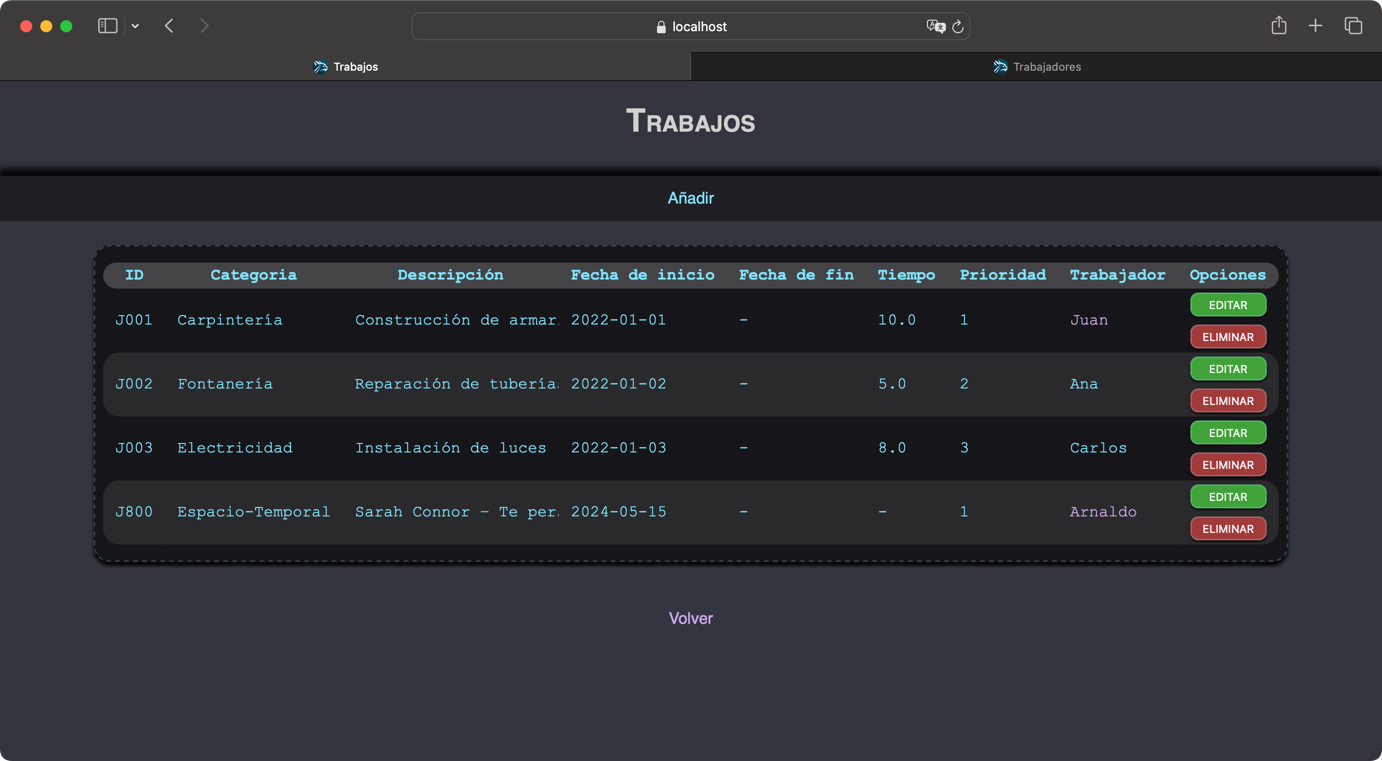 localhost
Trabajos
Trabajadores
Trabajos
Añadir
ID Categoria Descripción Fecha de inicio Fecha de fin Tiempo Prioridad Trabajador Opciones
J001 Carpintería Construcción de armar. 2022-01-01 - 10.0 1 Juan EDITAR
ELIMINAR
J002 Fontanería Reparación de tubería. 2022-01-02 - 5.0 2 Ana EDITAR
ELIMINAR
J003 Electricidad Instalación de luces 2022-01-03 - 8.0 3 Carlos EDITAR
ELIMINAR
J800 Espacio-Temporal Sarah Connor - Te per. 2024-05-15 - - 1 Arnaldo EDITAR
ELIMINAR
Volver